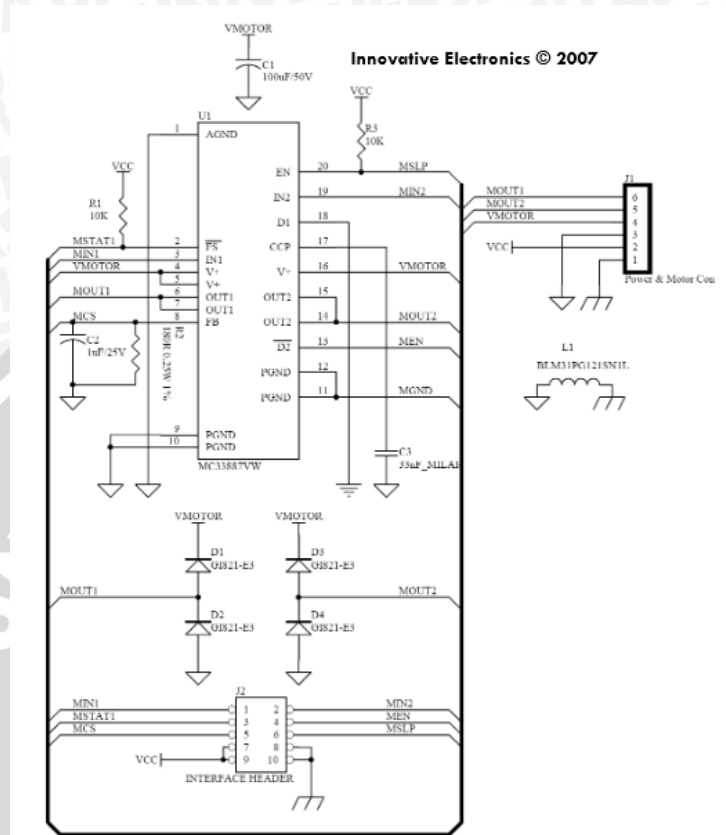 VMOTOR
Innovative Electronics © 2007
C1
100uF/50V
VCC
U1
R3
10K
1 AGND
VCC
EN 20 MSLP
IN2 19 MIN2
J1
R1
10K
D1 18
MOUT1 6
MOUT2 5
VMOTOR 4
3
VCC 2
1
Power & Motor Con
MSTAT1 2 FS
CCP 17
MIN1 3 IN1
VMOTOR 4 V+
5 V+
V+ 16 VMOTOR
MOUT1 6 OUT1
7 OUT1
OUT2 15
MCS 8 FB
OUT2 14 MOUT2
C2
1uF/25V
R2
180R 0.25W 1%
D2 13 MEN
PGND 12
PGND 11 MGND
L1
BLM31PG121SN1L
9 PGND
10 PGND
MC33887VW
C3
33nF_MILAR
VMOTOR
VMOTOR
D1
GI821-E3
D3
GI821-E3
MOUT1
MOUT2
D2
GI821-E3
D4
GI821-E3
J2
MIN1 1 2 MIN2
MSTAT1 3 4 MEN
MCS 5 6 MSLP
7 8
VCC 9 10
INTERFACE HEADER